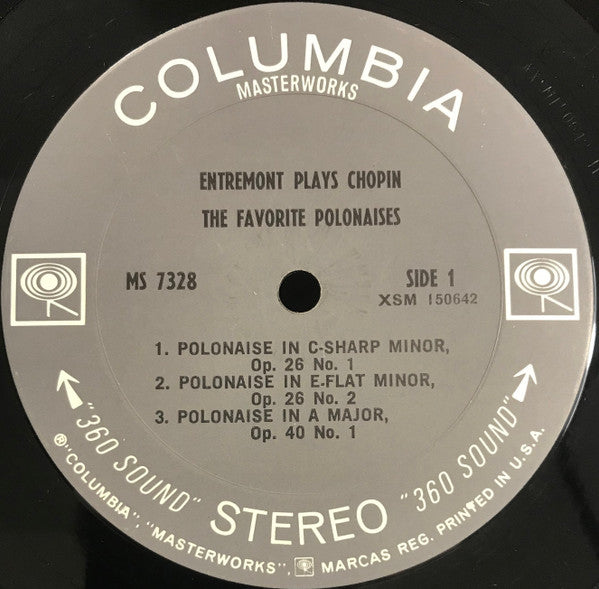 COLUMBIA
MASTERWORKS
ENTREMONT PLAYS CHOPIN
THE FAVORITE POLONAISES
MS 7328
SIDE 1
XSM 150642
1. POLONAISE IN C-SHARP MINOR,
Op. 26 No. 1
2. POLONAISE IN E-FLAT MINOR,
Op. 26 No. 2
3. POLONAISE IN A MAJOR,
Op. 40 No. 1
"360 SOUND" STEREO "360 SOUND"
® "COLUMBIA", "MASTERWORKS", MARCAS REG. PRINTED IN U.S.A.